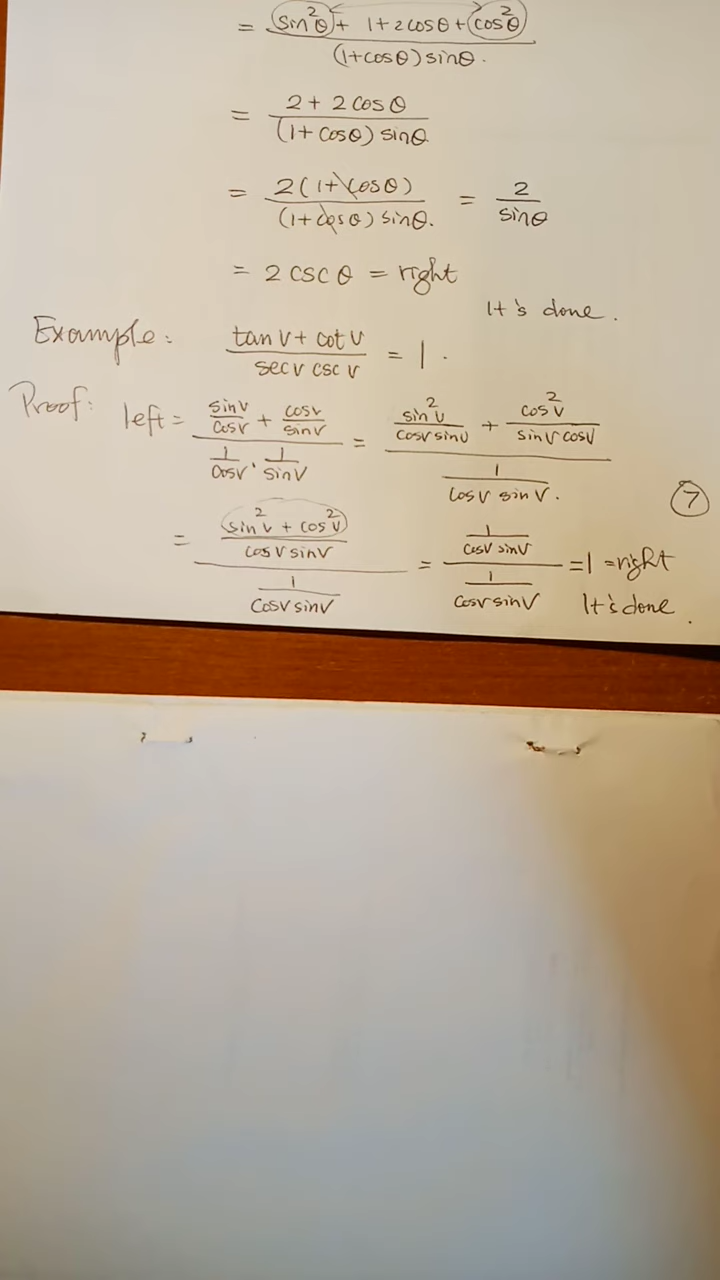 = (sin²θ + 1 + 2cosθ + cos²θ) / ((1+cosθ) sinθ.)
= (2 + 2cosθ) / ((1+cosθ) sinθ.)
= 2(1+cosθ) / ((1+cosθ) sinθ.) = 2 / sinθ
= 2 cscθ = right
It's done.
Example: (tan v + cot v) / (sec v csc v) = 1.
Proof: left = (sin v / cos v + cos v / sin v) / (1/cos v · 1/sin v) = (sin²v / cos v sin v + cos²v / sin v cos v) / (1 / cos v sin v.)
⑦
= ((sin²v + cos²v) / cos v sin v) / (1 / cos v sin v) = (1 / cos v sin v) / (1 / cos v sin v) = 1 = right
It's done.